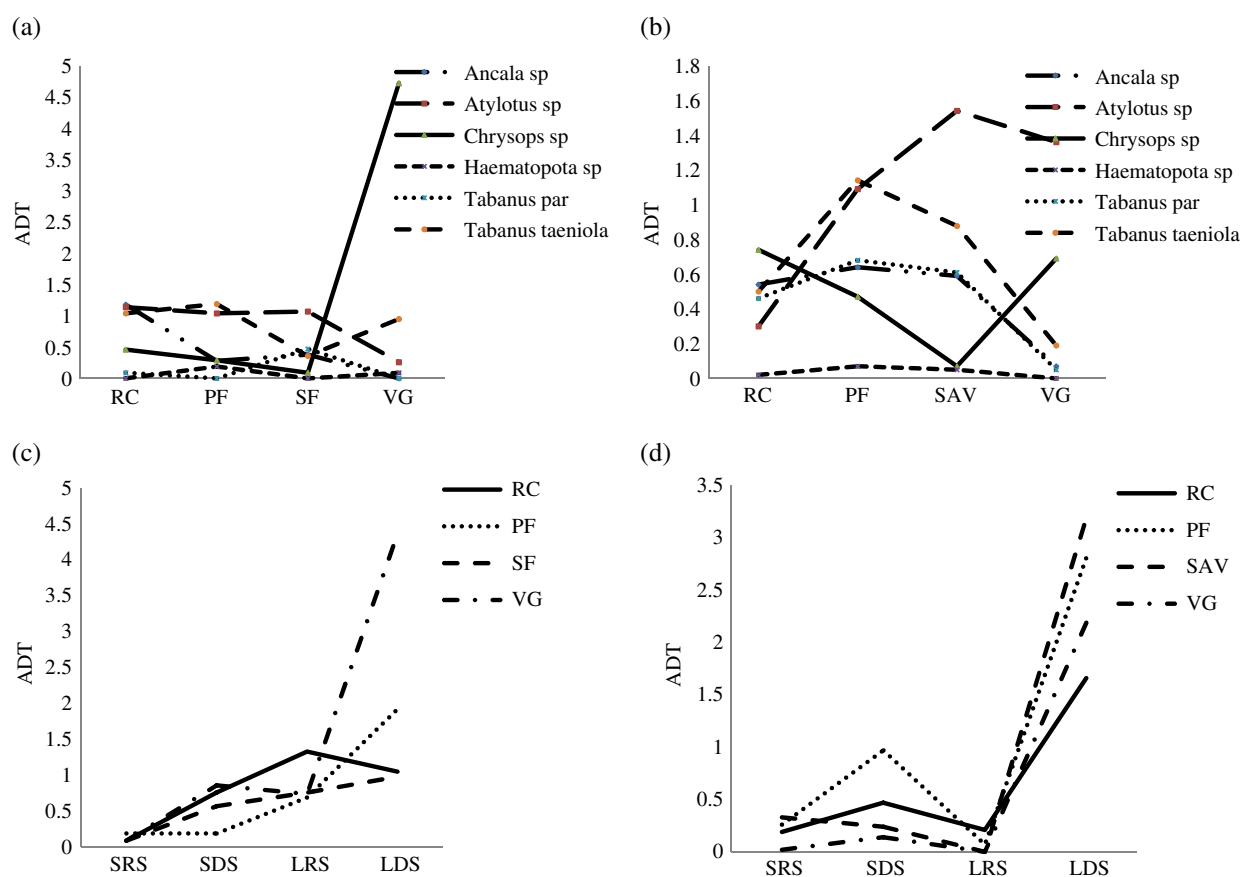 (a)
5
4.5
4
3.5
3
2.5
2
1.5
1
0.5
0
ADT
RC PF SF VG
Ancala sp
Atylotus sp
Chrysops sp
Haematopota sp
Tabanus par
Tabanus taeniola
(b)
1.8
1.6
1.4
1.2
1
0.8
0.6
0.4
0.2
0
ADT
RC PF SAV VG
Ancala sp
Atylotus sp
Chrysops sp
Haematopota sp
Tabanus par
Tabanus taeniola
(c)
5
4.5
4
3.5
3
2.5
2
1.5
1
0.5
0
ADT
SRS SDS LRS LDS
RC
PF
SF
VG
(d)
3.5
3
2.5
2
1.5
1
0.5
0
ADT
SRS SDS LRS LDS
RC
PF
SAV
VG